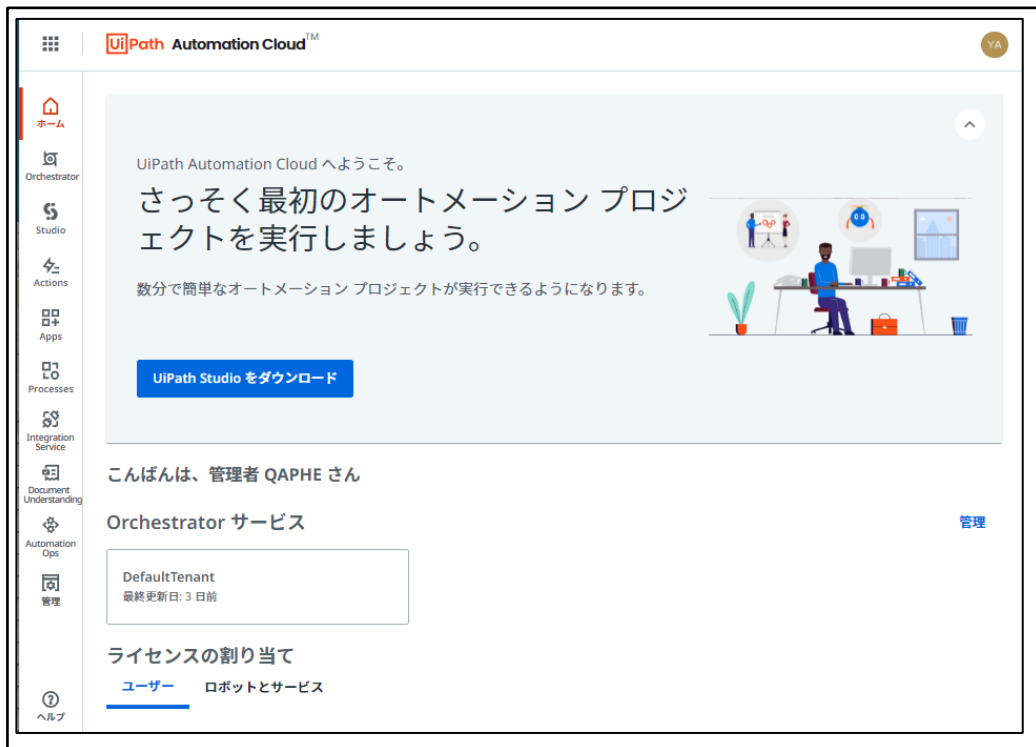 UiPath Automation Cloud™
YA
ホーム
Orchestrator
Studio
Actions
Apps
Processes
Integration
Service
Document
Understanding
Automation
Ops
管理
ヘルプ
UiPath Automation Cloud へようこそ。
さっそく最初のオートメーション プロジ
ェクトを実行しましょう。
数分で簡単なオートメーション プロジェクトが実行できるようになります。
UiPath Studio をダウンロード
こんばんは、管理者 QAPHE さん
Orchestrator サービス
管理
DefaultTenant
最終更新日: 3 日前
ライセンスの割り当て
ユーザー
ロボットとサービス